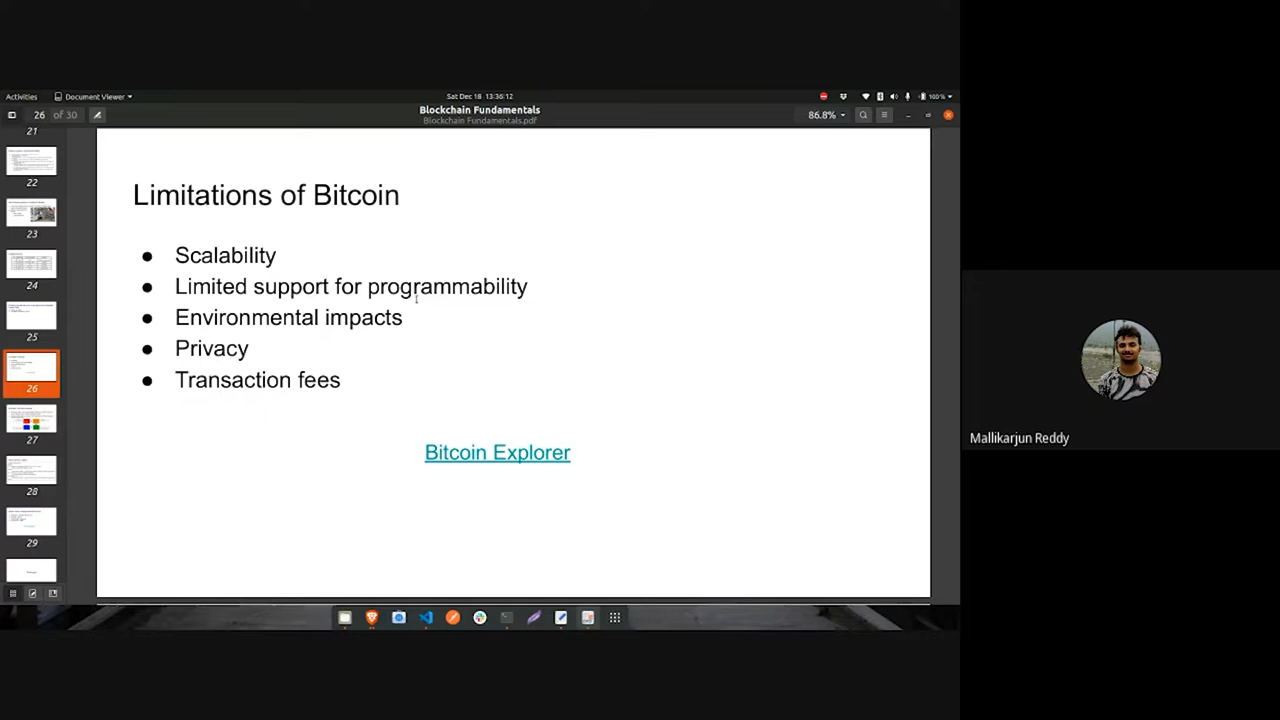 Activities
Document Viewer
Sat Dec 18 13:36:12
100%
26 of 30
Blockchain Fundamentals
Blockchain Fundamentals.pdf
86.8%
21
22
23
24
25
26
27
28
29
Limitations of Bitcoin
● Scalability
● Limited support for programmability
● Environmental impacts
● Privacy
● Transaction fees
Bitcoin Explorer
Mallikarjun Reddy